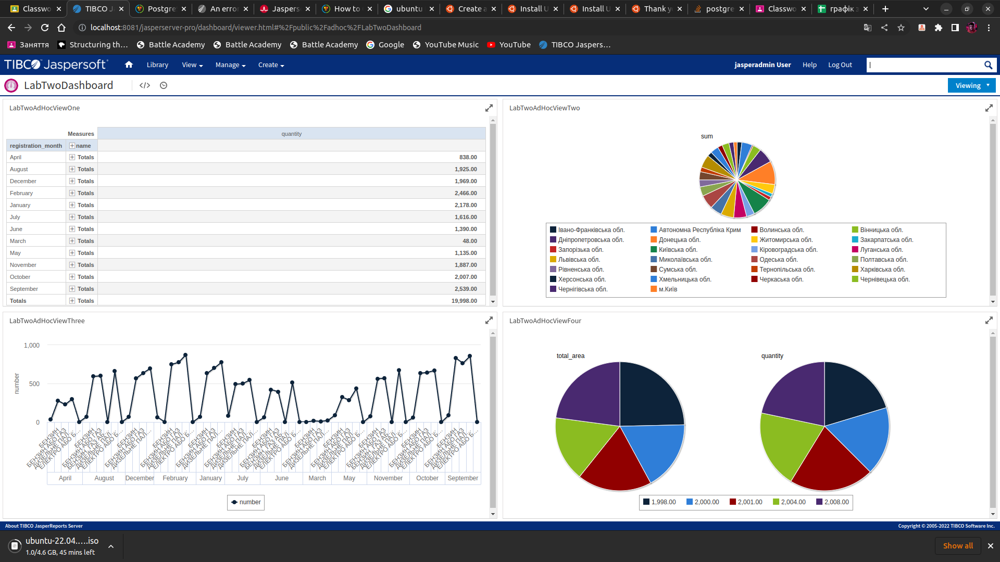 Classwo
TIBCO J
Postgre
An error
Jaspers
How to
ubuntu
Create a
Install U
Install U
Thank y
postgre
Classwo
графік з
localhost:8081/jasperserver-pro/dashboard/viewer.html#%2Fpublic%2Fadhoc%2FLabTwoDashboard
Заняття
Structuring th…
Battle Academy
Battle Academy
Battle Academy
Google
YouTube Music
YouTube
TIBCO Jaspers…
TIBCO Jaspersoft
Library
View
Manage
Create
jasperadmin User
Help
Log Out
LabTwoDashboard
</>
Viewing
LabTwoAdHocViewOne
Measures quantity
registration_month name
April Totals 838.00
August Totals 1,925.00
December Totals 1,969.00
February Totals 2,466.00
January Totals 2,178.00
July Totals 1,616.00
June Totals 1,390.00
March Totals 48.00
May Totals 1,135.00
November Totals 1,887.00
October Totals 2,007.00
September Totals 2,539.00
Totals Totals 19,998.00
LabTwoAdHocViewTwo
sum
Івано-Франківська обл. Автономна Республіка Крим Волинська обл. Вінницька обл.
Дніпропетровська обл. Донецька обл. Житомирська обл. Закарпатська обл.
Запорізька обл. Київська обл. Кіровоградська обл. Луганська обл.
Львівська обл. Миколаївська обл. Одеська обл. Полтавська обл.
Рівненська обл. Сумська обл. Тернопільська обл. Харківська обл.
Херсонська обл. Хмельницька обл. Черкаська обл. Чернівецька обл.
Чернігівська обл. м.Київ
LabTwoAdHocViewThree
1,000
500
0
number
April August December February January July June March May November October September
number
LabTwoAdHocViewFour
total_area
quantity
1,998.00 2,000.00 2,001.00 2,004.00 2,008.00
About TIBCO JasperReports Server
Copyright © 2005-2022 TIBCO Software Inc.
ubuntu-22.04.….iso
1.0/4.6 GB, 45 mins left
Show all